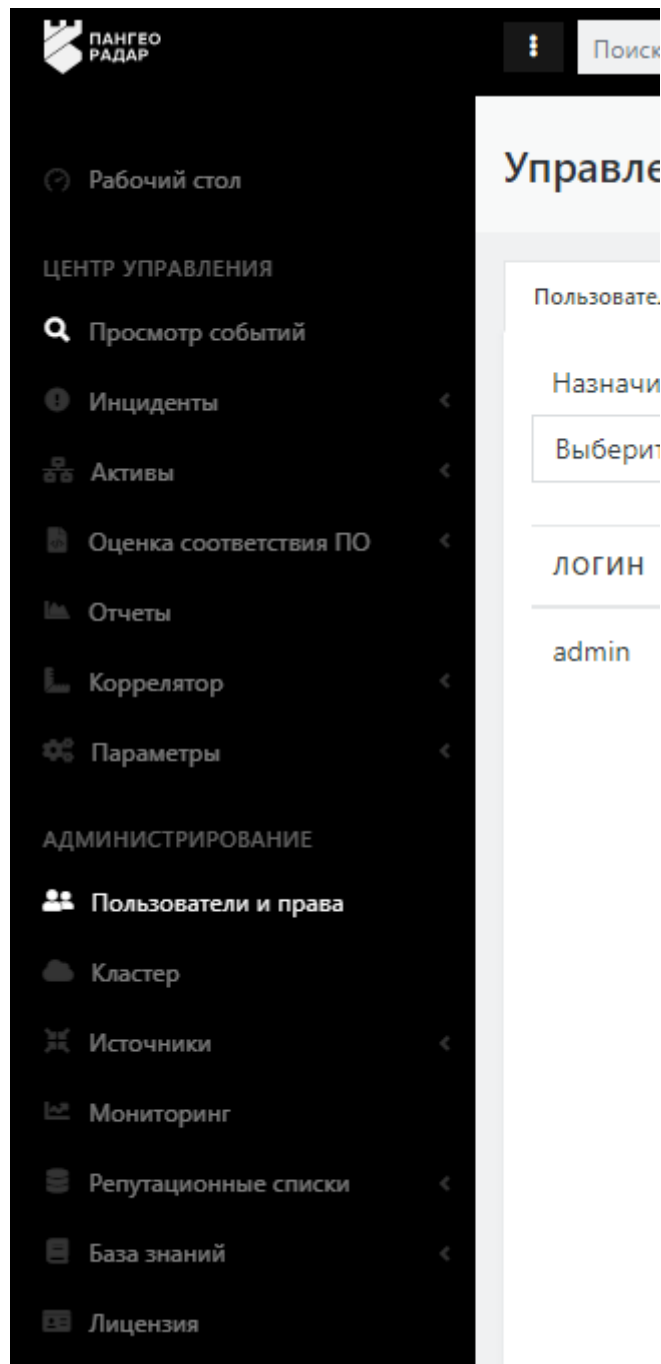 ПАНГЕО
РАДАР
Рабочий стол
ЦЕНТР УПРАВЛЕНИЯ
Просмотр событий
Инциденты
Активы
Оценка соответствия ПО
Отчеты
Коррелятор
Параметры
АДМИНИСТРИРОВАНИЕ
Пользователи и права
Кластер
Источники
Мониторинг
Репутационные списки
База знаний
Лицензия
Поиск
Управле
Пользовате
Назначи
Выберит
логин
admin